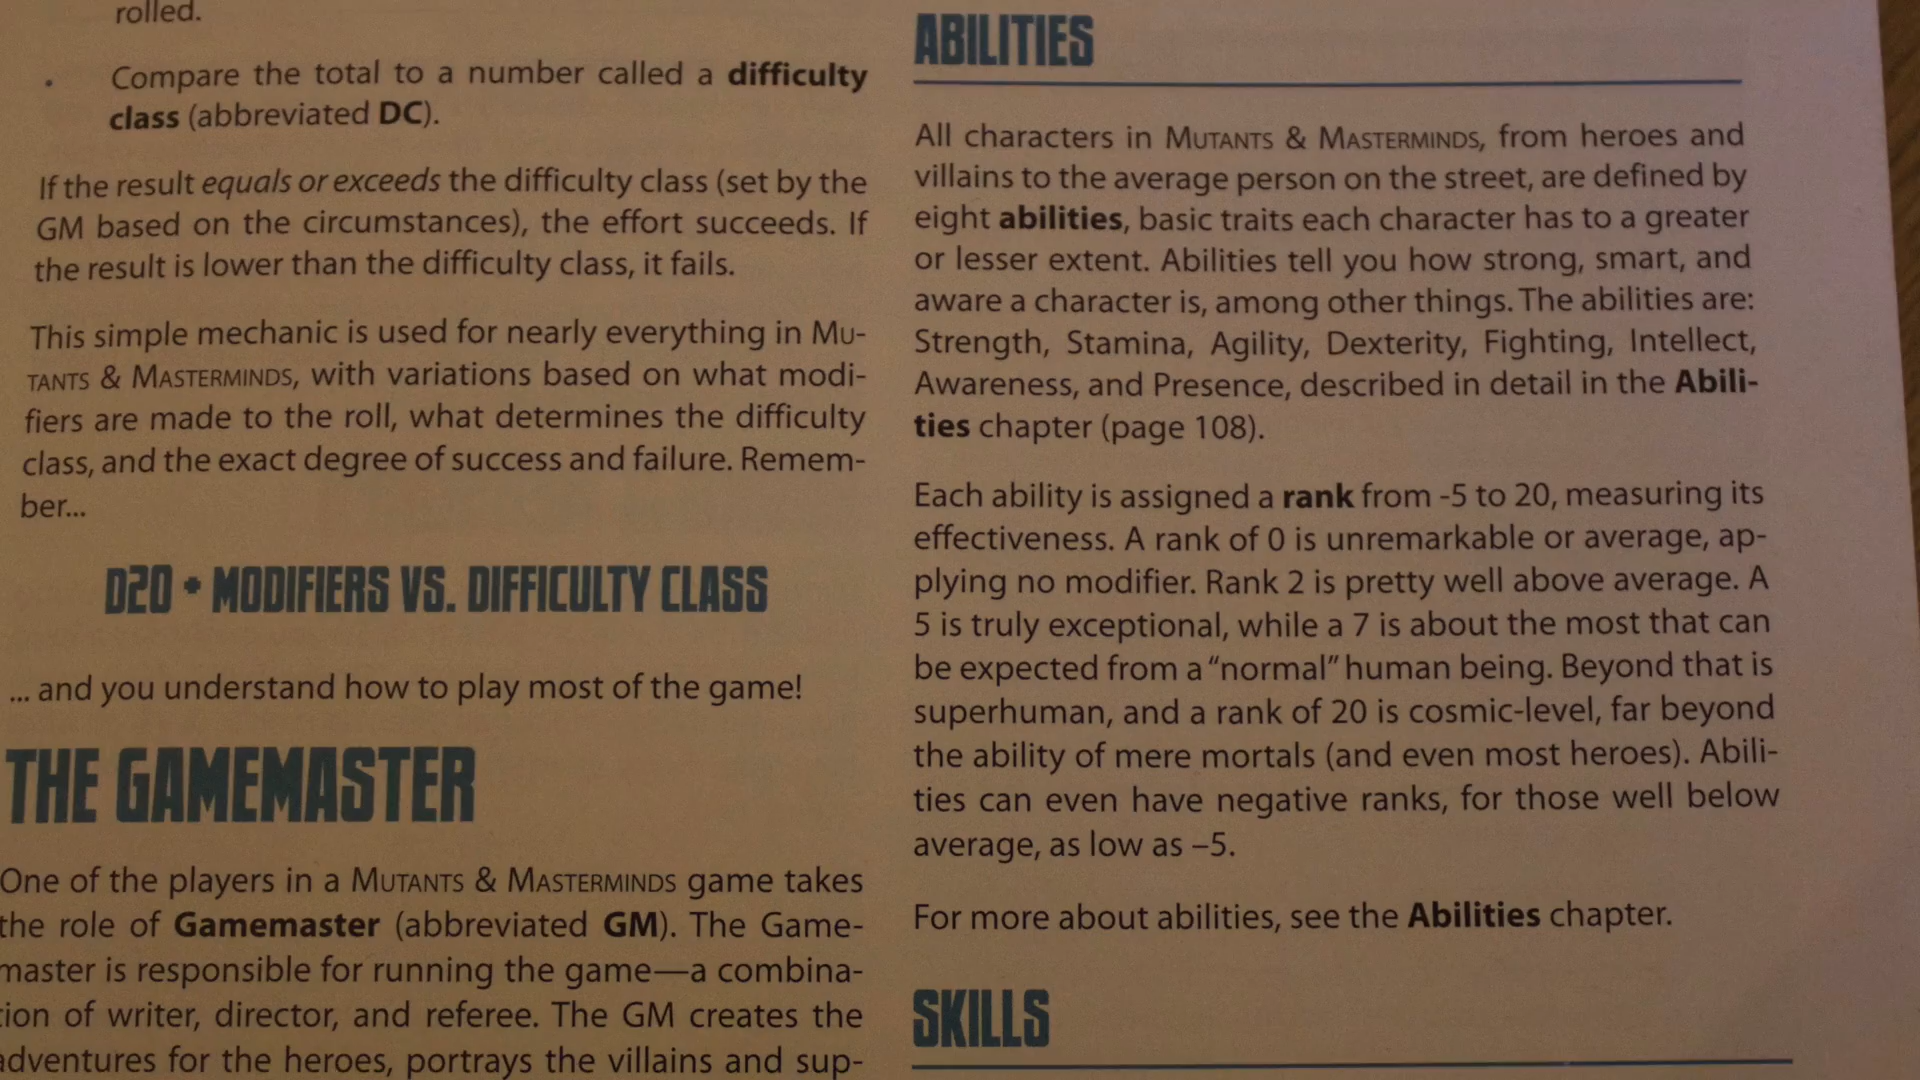 rolled.
• Compare the total to a number called a difficulty
class (abbreviated DC).
If the result equals or exceeds the difficulty class (set by the
GM based on the circumstances), the effort succeeds. If
the result is lower than the difficulty class, it fails.
This simple mechanic is used for nearly everything in MU-
TANTS & MASTERMINDS, with variations based on what modi-
fiers are made to the roll, what determines the difficulty
class, and the exact degree of success and failure. Remem-
ber...
D20 + MODIFIERS VS. DIFFICULTY CLASS
... and you understand how to play most of the game!
THE GAMEMASTER
One of the players in a MUTANTS & MASTERMINDS game takes
the role of Gamemaster (abbreviated GM). The Game-
master is responsible for running the game—a combina-
tion of writer, director, and referee. The GM creates the
adventures for the heroes, portrays the villains and sup-
ABILITIES
All characters in MUTANTS & MASTERMINDS, from heroes and
villains to the average person on the street, are defined by
eight abilities, basic traits each character has to a greater
or lesser extent. Abilities tell you how strong, smart, and
aware a character is, among other things. The abilities are:
Strength, Stamina, Agility, Dexterity, Fighting, Intellect,
Awareness, and Presence, described in detail in the Abili-
ties chapter (page 108).
Each ability is assigned a rank from -5 to 20, measuring its
effectiveness. A rank of 0 is unremarkable or average, ap-
plying no modifier. Rank 2 is pretty well above average. A
5 is truly exceptional, while a 7 is about the most that can
be expected from a “normal” human being. Beyond that is
superhuman, and a rank of 20 is cosmic-level, far beyond
the ability of mere mortals (and even most heroes). Abili-
ties can even have negative ranks, for those well below
average, as low as –5.
For more about abilities, see the Abilities chapter.
SKILLS